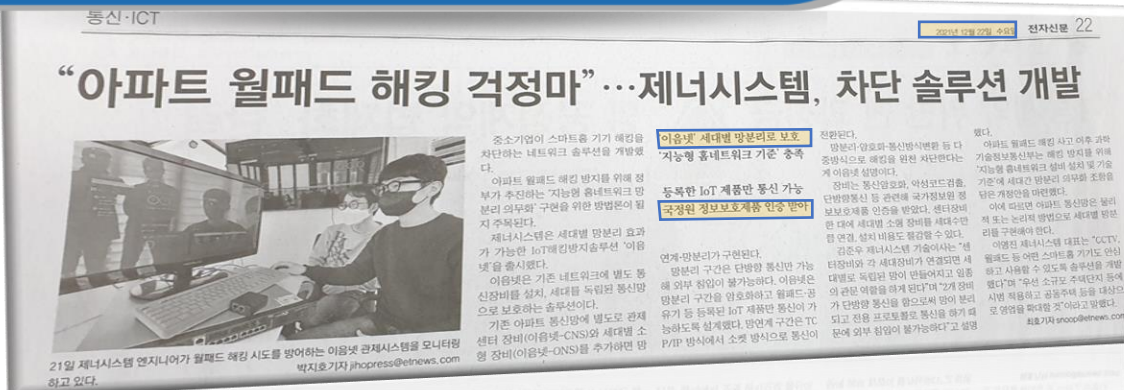 통신·ICT
2021년 12월 22일 수요일
전자신문 22
“아파트 월패드 해킹 걱정마”…제너시스템, 차단 솔루션 개발
21일 제너시스템 엔지니어가 월패드 해킹 시도를 방어하는 이음넷 관제시스템을 모니터링
하고 있다.
박지호기자 jihopress@etnews.com
중소기업이 스마트홈 기기 해킹을
차단하는 네트워크 솔루션을 개발했
다.
아파트 월패드 해킹 방지를 위해 정
부가 추진하는 '지능형 홈네트워크 망
분리 의무화' 구현을 위한 방법론이 될
지 주목된다.
제너시스템은 세대별 망분리 효과
가 가능한 IoT해킹방지솔루션 '이음
넷'을 출시했다.
이음넷은 기존 네트워크에 별도 통
신장비를 설치, 세대를 독립된 통신망
으로 보호하는 솔루션이다.
기존 아파트 통신망에 별도로 관제
센터 장비(이음넷-CNS)와 세대별 소
형 장비(이음넷-ONS)를 추가하면 망
'이음넷' 세대별 망분리로 보호
'지능형 홈네트워크 기준' 충족
등록한 IoT 제품만 통신 가능
국정원 정보보호제품 인증 받아
연계·망분리가 구현된다.
망분리 구간은 단방향 통신만 가능
해 외부 침입이 불가능하다. 이음넷은
망분리 구간을 암호화하고 월패드·공
유기 등 등록된 IoT 제품만 통신이 가
능하도록 설계했다. 망연계 구간은 TC
P/IP 방식에서 소켓 방식으로 통신이
전환된다.
망분리·암호화·통신방식변환 등 다
중방식으로 해킹을 원천 차단한다는
게 이음넷 설명이다.
장비는 통신암호화, 악성코드검출,
단방향통신 등 관련해 국가정보원 정
보보호제품 인증을 받았다. 센터장비
한 대에 세대별 소형 장비를 세대수만
큼 연결, 설치 비용도 절감할 수 있다.
김준우 제너시스템 기술이사는 "센
터장비와 각 세대장비가 연결되면 세
대별로 독립된 망이 만들어지고 일종
의 관문 역할을 하게 된다"며 "2개 장비
가 단방향 통신을 함으로써 망이 분리
되고 전용 프로토콜로 통신을 하기 때
문에 외부 침입이 불가능하다"고 설명
했다.
아파트 월패드 해킹 사고 이후 과학
기술정보통신부는 해킹 방지를 위해
'지능형 홈네트워크 설비 설치 및 기술
기준'에 세대간 망분리 의무화 조항을
담은 개정안을 마련했다.
이에 따르면 아파트 통신망은 물리
적 또는 논리적 방법으로 세대별 망분
리를 구현해야 한다.
이영진 제너시스템 대표는 "CCTV,
월패드 등 어떤 스마트홈 기기도 안심
하고 사용할 수 있도록 솔루션을 개발
했다"며 "우선 소규모 주택단지 등에
시범 적용하고 공동주택 등을 대상으
로 영업을 확대할 것"이라고 말했다.
최호기자 snoop@etnews.com